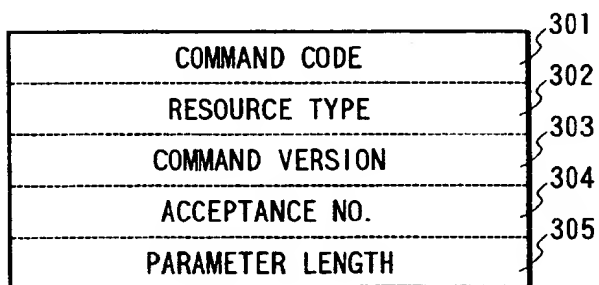 301
COMMAND CODE
302
RESOURCE TYPE
303
COMMAND VERSION
304
ACCEPTANCE NO.
305
PARAMETER LENGTH